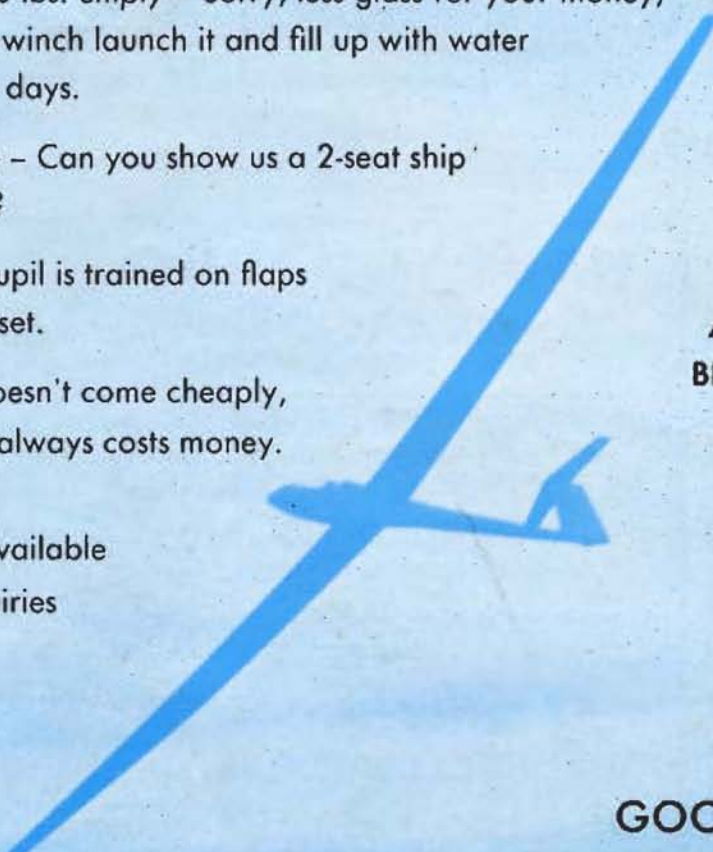 winch launch it and fill up with water
days.
– Can you show us a 2-seat ship
upil is trained on flaps
set.
oesn't come cheaply,
always costs money.
vailable
iries
GOO